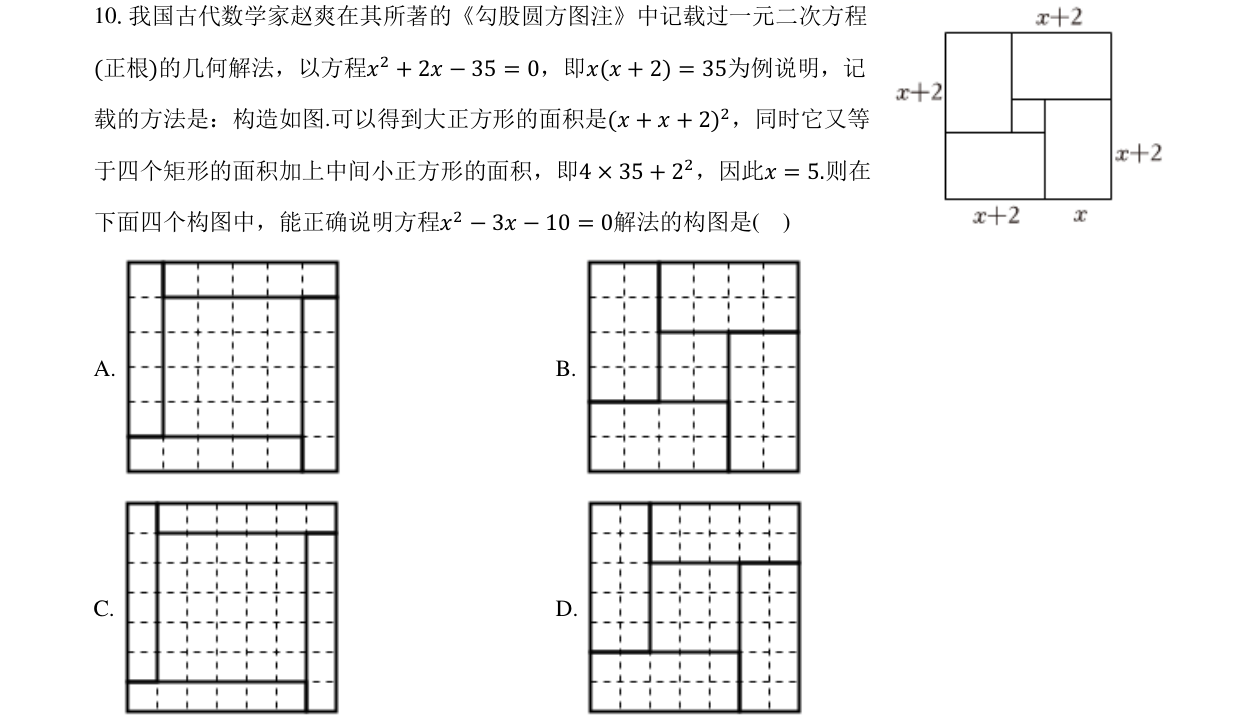 10. 我国古代数学家赵爽在其所著的《勾股圆方图注》中记载过一元二次方程
(正根)的几何解法，以方程x² + 2x − 35 = 0，即x(x + 2) = 35为例说明，记
载的方法是：构造如图.可以得到大正方形的面积是(x + x + 2)²，同时它又等
于四个矩形的面积加上中间小正方形的面积，即4 × 35 + 2²，因此x = 5.则在
下面四个构图中，能正确说明方程x² − 3x − 10 = 0解法的构图是(　)
x+2
x+2
x+2
x+2
x
A.
B.
C.
D.